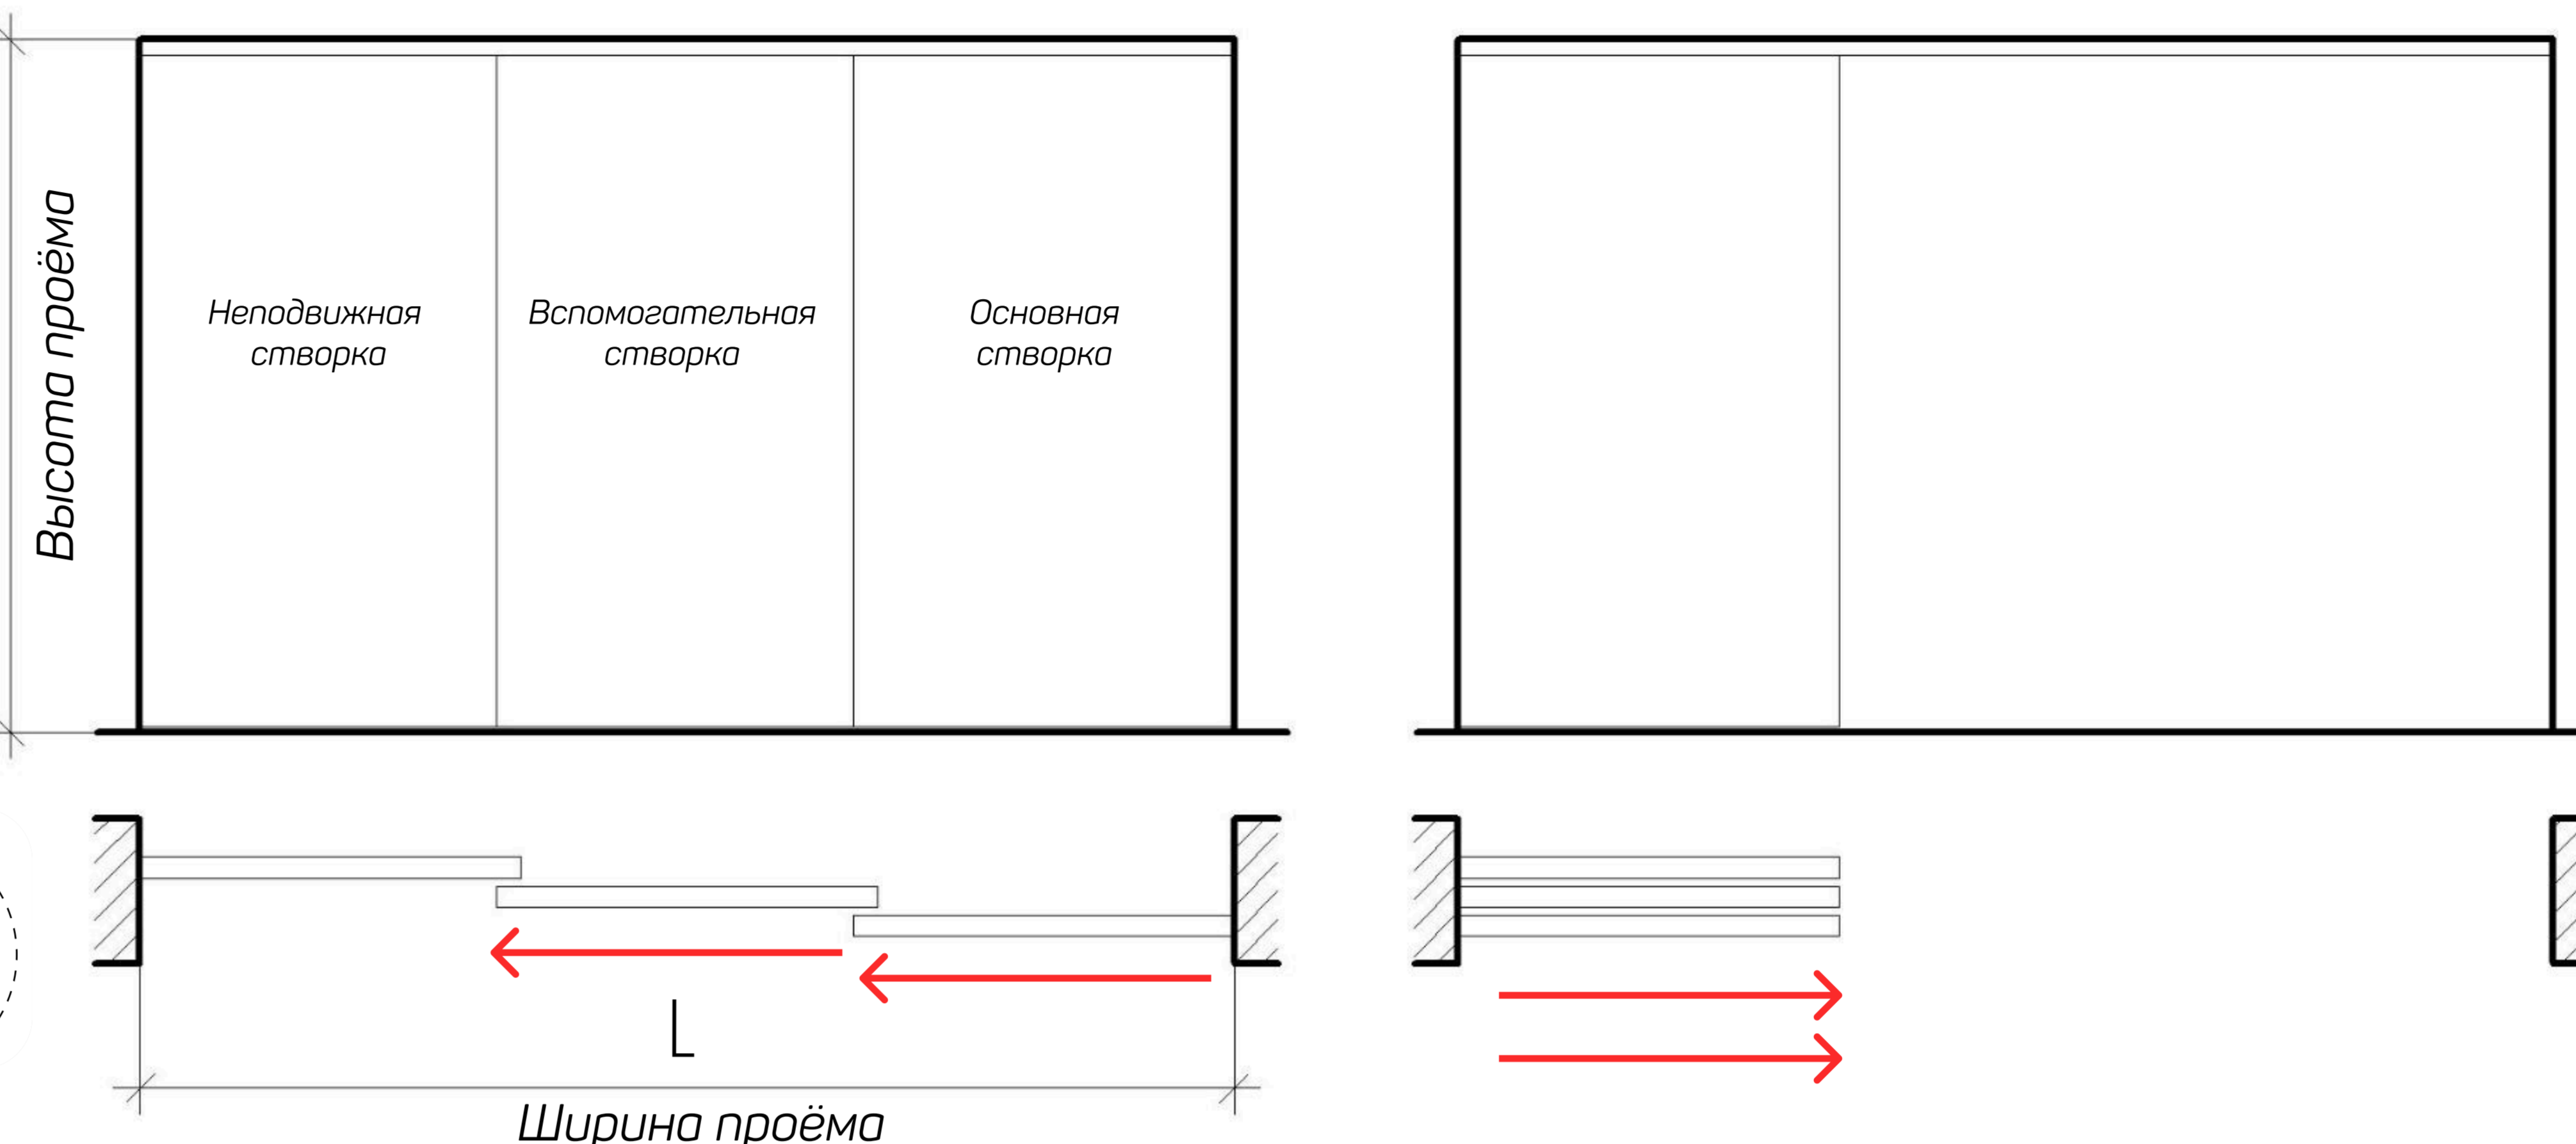 Высота проёма
Неподвижная
створка
Вспомогательная
створка
Основная
створка
L
Ширина проёма